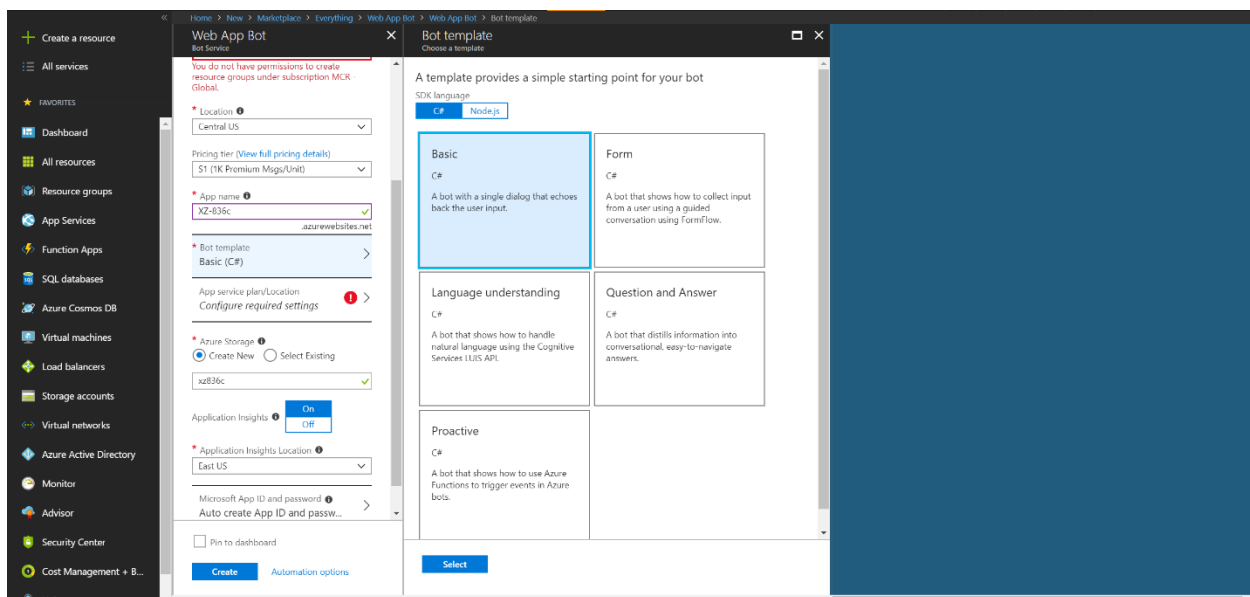 Home > New > Marketplace > Everything > Web App Bot > Web App Bot > Bot template
Create a resource
All services
FAVORITES
Dashboard
All resources
Resource groups
App Services
Function Apps
SQL databases
Azure Cosmos DB
Virtual machines
Load balancers
Storage accounts
Virtual networks
Azure Active Directory
Monitor
Advisor
Security Center
Cost Management + B...
Web App Bot
Bot Service
You do not have permissions to create
resource groups under subscription MCR -
Global.
* Location
Central US
Pricing tier (View full pricing details)
S1 (1K Premium Msgs/Unit)
* App name
XZ-836c
.azurewebsites.net
* Bot template
Basic (C#)
App service plan/Location
Configure required settings
* Azure Storage
Create New Select Existing
xz836c
Application Insights
On
Off
* Application Insights Location
East US
Microsoft App ID and password
Auto create App ID and passw...
Pin to dashboard
Create Automation options
Bot template
Choose a template
A template provides a simple starting point for your bot
SDK language
C# Node.js
Basic
C#
A bot with a single dialog that echoes
back the user input.
Form
C#
A bot that shows how to collect input
from a user using a guided
conversation using FormFlow.
Language understanding
C#
A bot that shows how to handle
natural language using the Cognitive
Services LUIS API.
Question and Answer
C#
A bot that distills information into
conversational, easy-to-navigate
answers.
Proactive
C#
A bot that shows how to use Azure
Functions to trigger events in Azure
bots.
Select